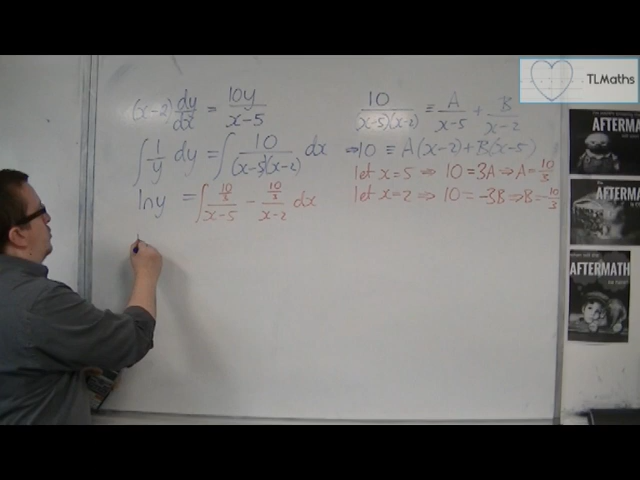 TLMaths
(x-2) dy/dx = 10y/(x-5)
∫ 1/y dy = ∫ 10/((x-5)(x-2)) dx
ln y = ∫ (10/3)/(x-5) - (10/3)/(x-2) dx
10/((x-5)(x-2)) ≡ A/(x-5) + B/(x-2)
⇒ 10 ≡ A(x-2) + B(x-5)
let x=5 ⇒ 10=3A ⇒ A=10/3
let x=2 ⇒ 10=-3B ⇒ B=-10/3
AFTERMA
AFTERMAT
AFTERMATH